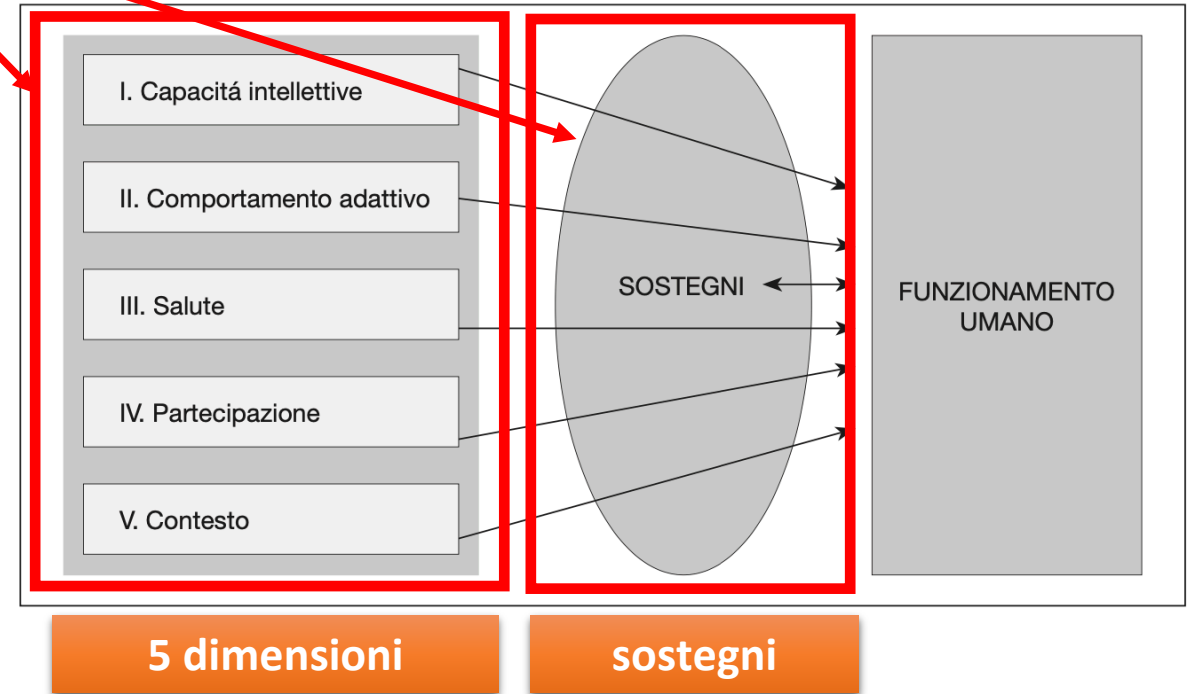 I. Capacitá intellettive
II. Comportamento adattivo
III. Salute
IV. Partecipazione
V. Contesto
SOSTEGNI
FUNZIONAMENTO
UMANO
5 dimensioni
sostegni